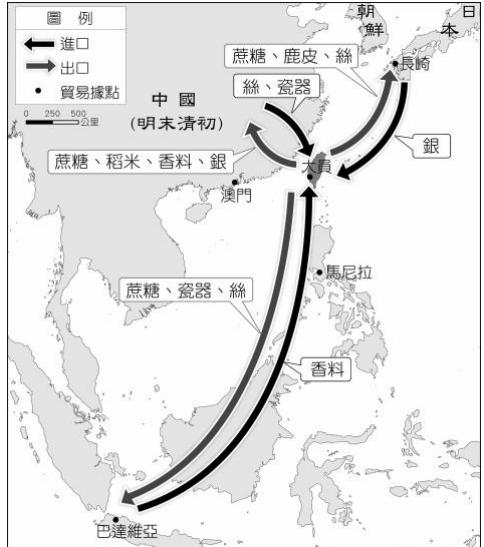 圖 例
進口
出口
貿易據點
0 250 500
公里
朝
鮮
日
本
長崎
蔗糖、鹿皮、絲
絲、瓷器
中 國
(明末清初)
銀
蔗糖、稻米、香料、銀
大員
澳門
馬尼拉
蔗糖、瓷器、絲
香料
巴達維亞